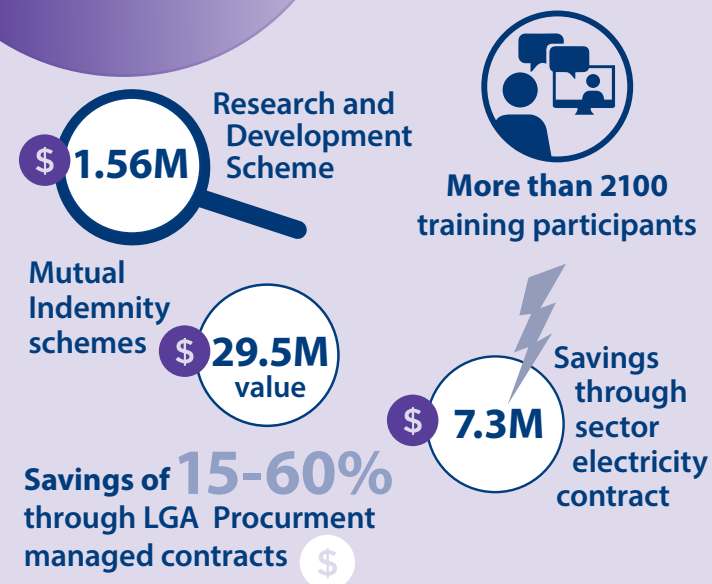 $ 1.56M
Research and
Development
Scheme
More than 2100
training participants
Mutual
Indemnity
schemes
$ 29.5M
value
$ 7.3M
Savings
through
sector
electricity
contract
Savings of 15-60%
through LGA Procurment
managed contracts $